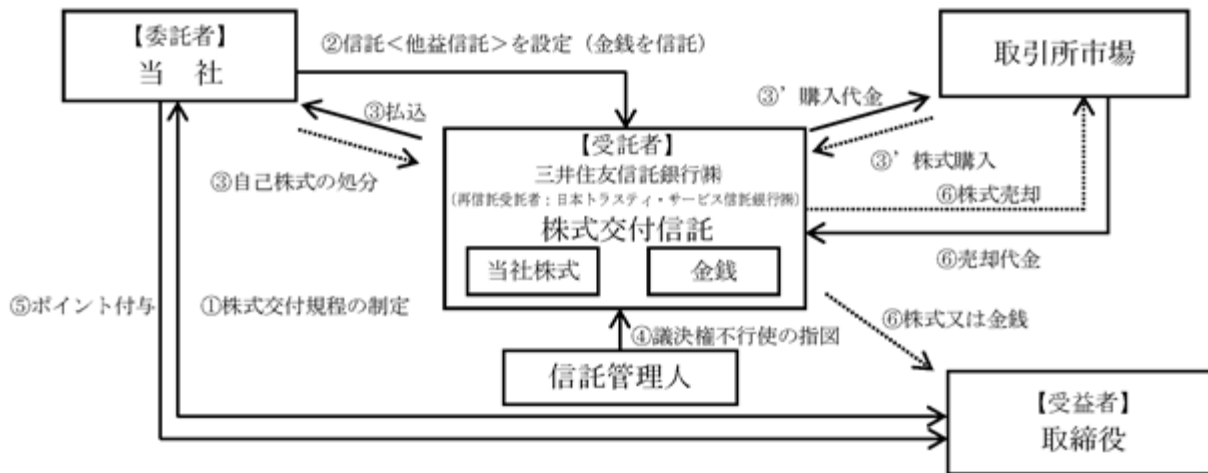 【委託者】
当　社
②信託＜他益信託＞を設定（金銭を信託）
取引所市場
③払込
③’購入代金
【受託者】
三井住友信託銀行㈱
（再信託受託者：日本トラスティ・サービス信託銀行㈱）
株式交付信託
当社株式
金銭
③自己株式の処分
③’株式購入
⑥株式売却
⑥売却代金
⑤ポイント付与
①株式交付規程の制定
④議決権不行使の指図
⑥株式又は金銭
信託管理人
【受益者】
取締役